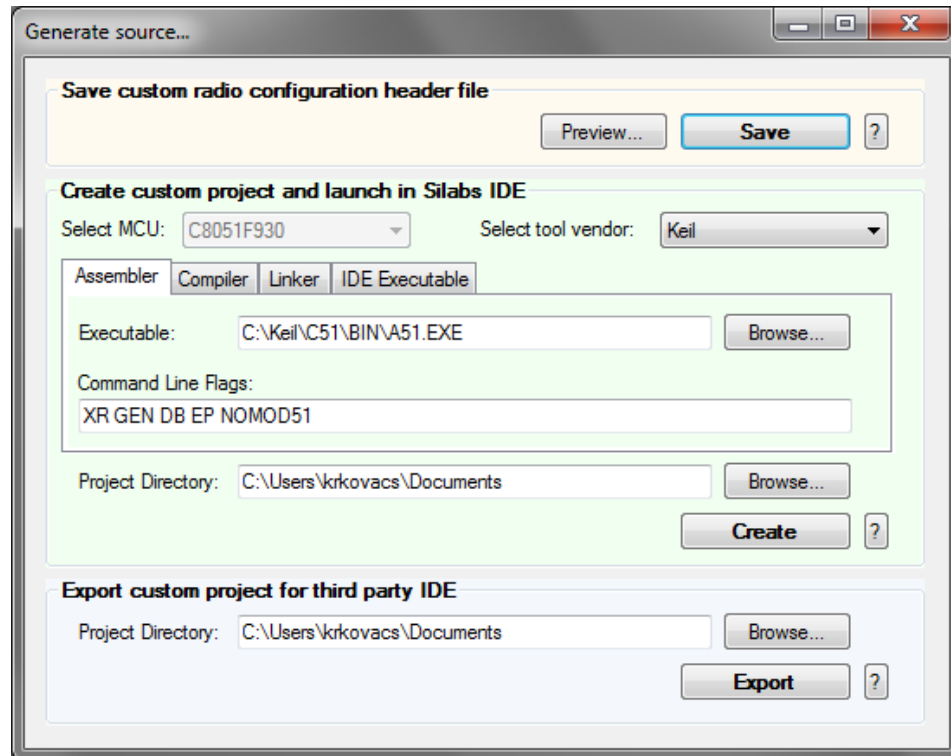 Generate source...
Save custom radio configuration header file
Preview... Save ?
Create custom project and launch in Silabs IDE
Select MCU: C8051F930 Select tool vendor: Keil
Assembler Compiler Linker IDE Executable
Executable: C:\Keil\C51\BIN\A51.EXE Browse...
Command Line Flags:
XR GEN DB EP NOMOD51
Project Directory: C:\Users\krkovacs\Documents Browse...
Create ?
Export custom project for third party IDE
Project Directory: C:\Users\krkovacs\Documents Browse...
Export ?